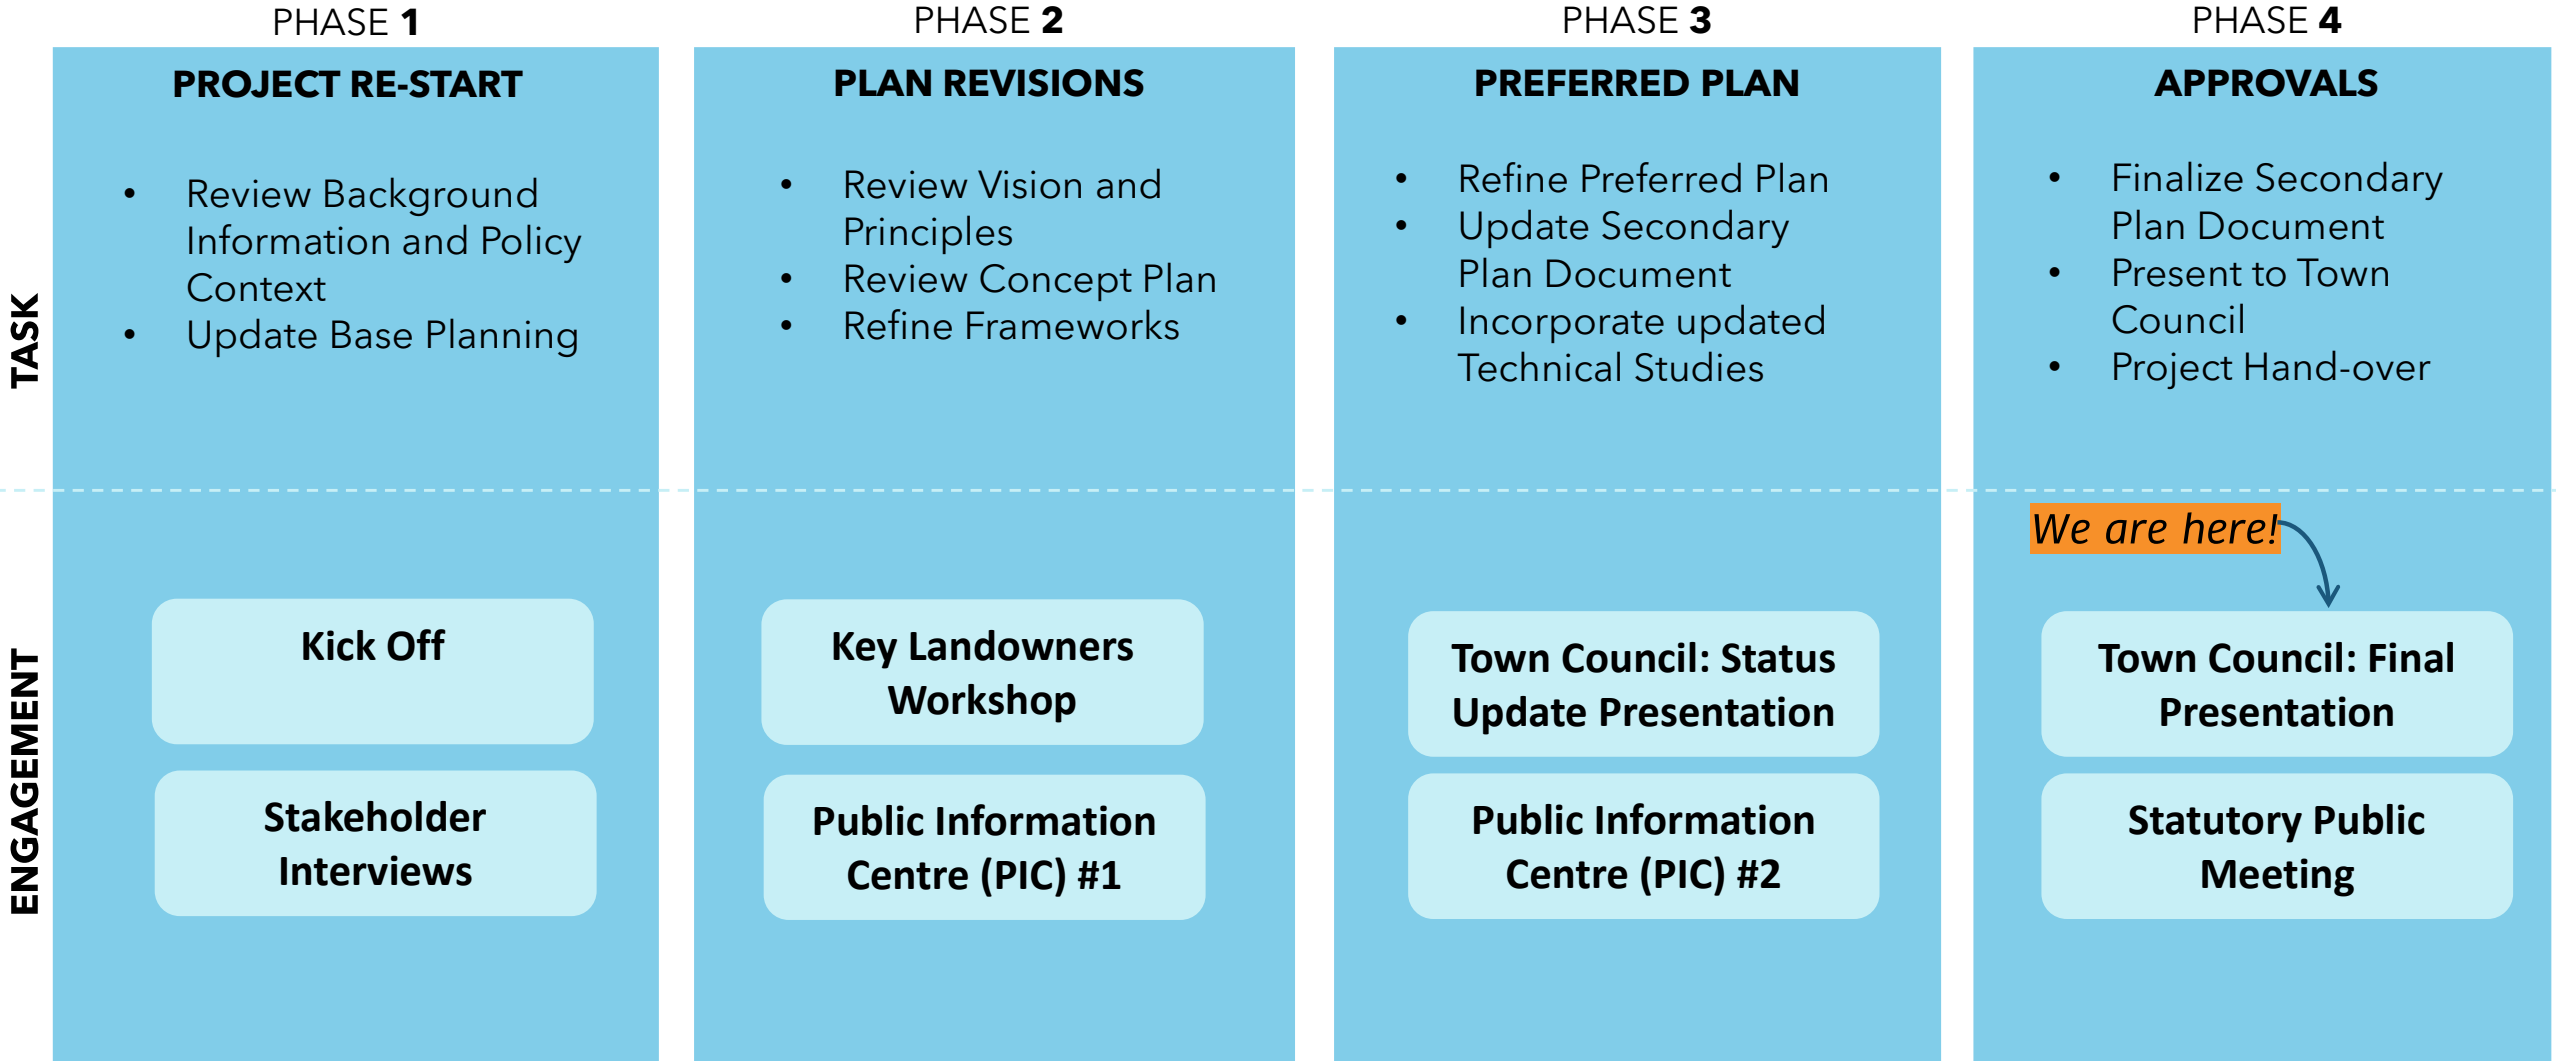 PHASE 1
PROJECT RE-START
• Review Background
Information and Policy
Context
• Update Base Planning
PHASE 2
PLAN REVISIONS
• Review Vision and
Principles
• Review Concept Plan
• Refine Frameworks
PHASE 3
PREFERRED PLAN
• Refine Preferred Plan
• Update Secondary
Plan Document
• Incorporate updated
Technical Studies
PHASE 4
APPROVALS
• Finalize Secondary
Plan Document
• Present to Town
Council
• Project Hand-over
TASK
ENGAGEMENT
Kick Off
Stakeholder
Interviews
Key Landowners
Workshop
Public Information
Centre (PIC) #1
Town Council: Status
Update Presentation
Public Information
Centre (PIC) #2
We are here!
Town Council: Final
Presentation
Statutory Public
Meeting